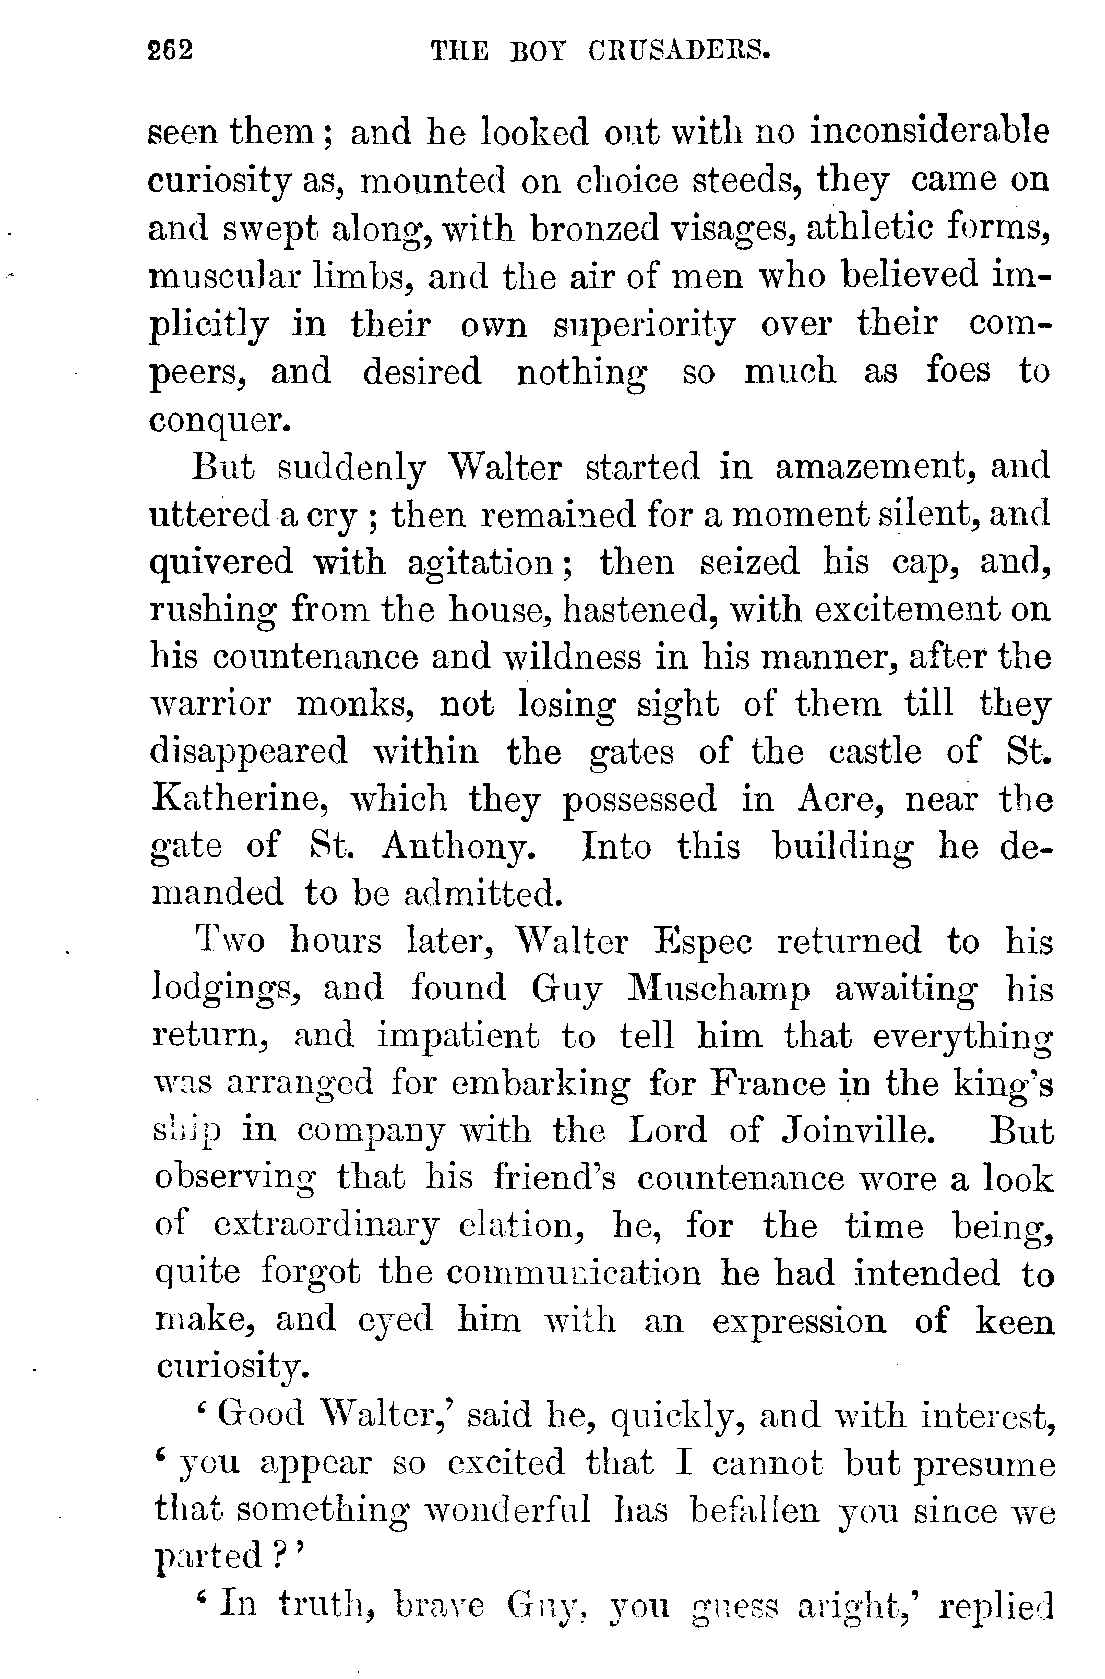 262 THE BOY CRUSADERS.
seen them; and he looked out with no inconsiderable
curiosity as, mounted on choice steeds, they came on
and swept along, with bronzed visages, athletic forms,
muscular limbs, and the air of men who believed im-
plicitly in their own superiority over their com-
peers, and desired nothing so much as foes to
conquer.
But suddenly Walter started in amazement, and
uttered a cry; then remained for a moment silent, and
quivered with agitation; then seized his cap, and,
rushing from the house, hastened, with excitement on
his countenance and wildness in his manner, after the
warrior monks, not losing sight of them till they
disappeared within the gates of the castle of St.
Katherine, which they possessed in Acre, near the
gate of St. Anthony. Into this building he de-
manded to be admitted.
Two hours later, Walter Espec returned to his
lodgings, and found Guy Muschamp awaiting his
return, and impatient to tell him that everything
was arranged for embarking for France in the king's
ship in company with the Lord of Joinville. But
observing that his friend's countenance wore a look
of extraordinary elation, he, for the time being,
quite forgot the communication he had intended to
make, and eyed him with an expression of keen
curiosity.
‘Good Walter,’ said he, quickly, and with interest,
‘you appear so excited that I cannot but presume
that something wonderful has befallen you since we
parted?’
‘In truth, brave Guy, you guess aright,’ replied